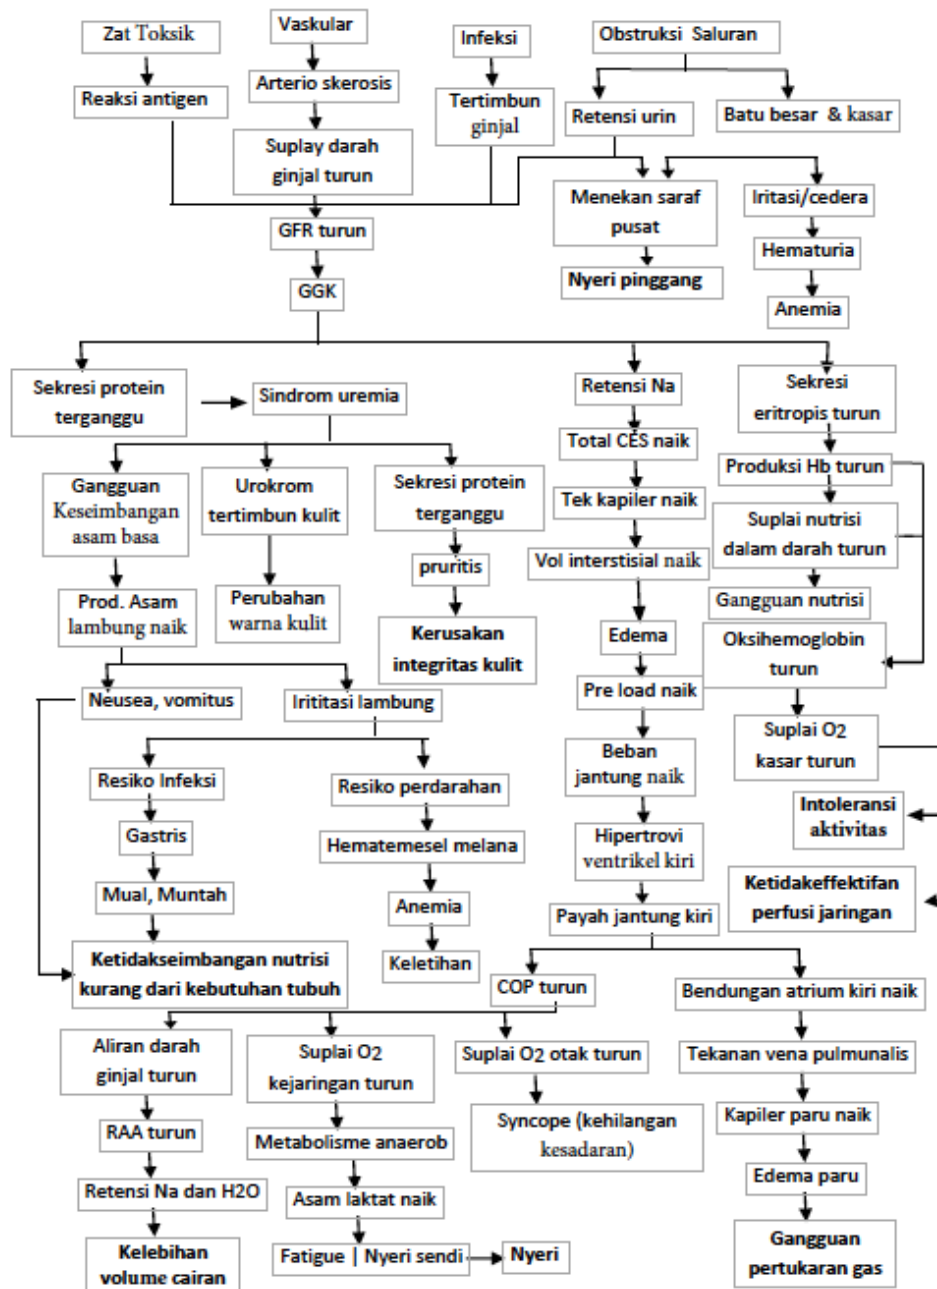 Zat Toksik
Vaskular
Infeksi
Obstruksi Saluran
Reaksi antigen
Arterio skerosis
Tertimbun
ginjal
Retensi urin
Batu besar & kasar
Suplay darah
ginjal turun
Menekan saraf
pusat
Iritasi/cedera
GFR turun
Hematuria
Nyeri pinggang
GGK
Anemia
Sekresi protein
terganggu
Sindrom uremia
Retensi Na
Sekresi
eritropis turun
Total CES naik
Produksi Hb turun
Gangguan
Keseimbangan
asam basa
Urokrom
tertimbun kulit
Sekresi protein
terganggu
Tek kapiler naik
Suplai nutrisi
dalam darah turun
Vol interstisial naik
pruritis
Prod. Asam
lambung naik
Perubahan
warna kulit
Gangguan nutrisi
Kerusakan
integritas kulit
Edema
Oksihemoglobin
turun
Neusea, vomitus
Irititasi lambung
Pre load naik
Suplai O2
kasar turun
Beban
jantung naik
Resiko Infeksi
Resiko perdarahan
Intoleransi
aktivitas
Gastris
Hematemesel melana
Hipertrovi
ventrikel kiri
Mual, Muntah
Anemia
Ketidakeffektifan
perfusi jaringan
Payah jantung kiri
Ketidakseimbangan nutrisi
kurang dari kebutuhan tubuh
Keletihan
COP turun
Bendungan atrium kiri naik
Aliran darah
ginjal turun
Suplai O2
kejaringan turun
Suplai O2 otak turun
Tekanan vena pulmunalis
RAA turun
Metabolisme anaerob
Syncope (kehilangan
kesadaran)
Kapiler paru naik
Retensi Na dan H2O
Asam laktat naik
Edema paru
Kelebihan
volume cairan
Fatigue | Nyeri sendi
Nyeri
Gangguan
pertukaran gas